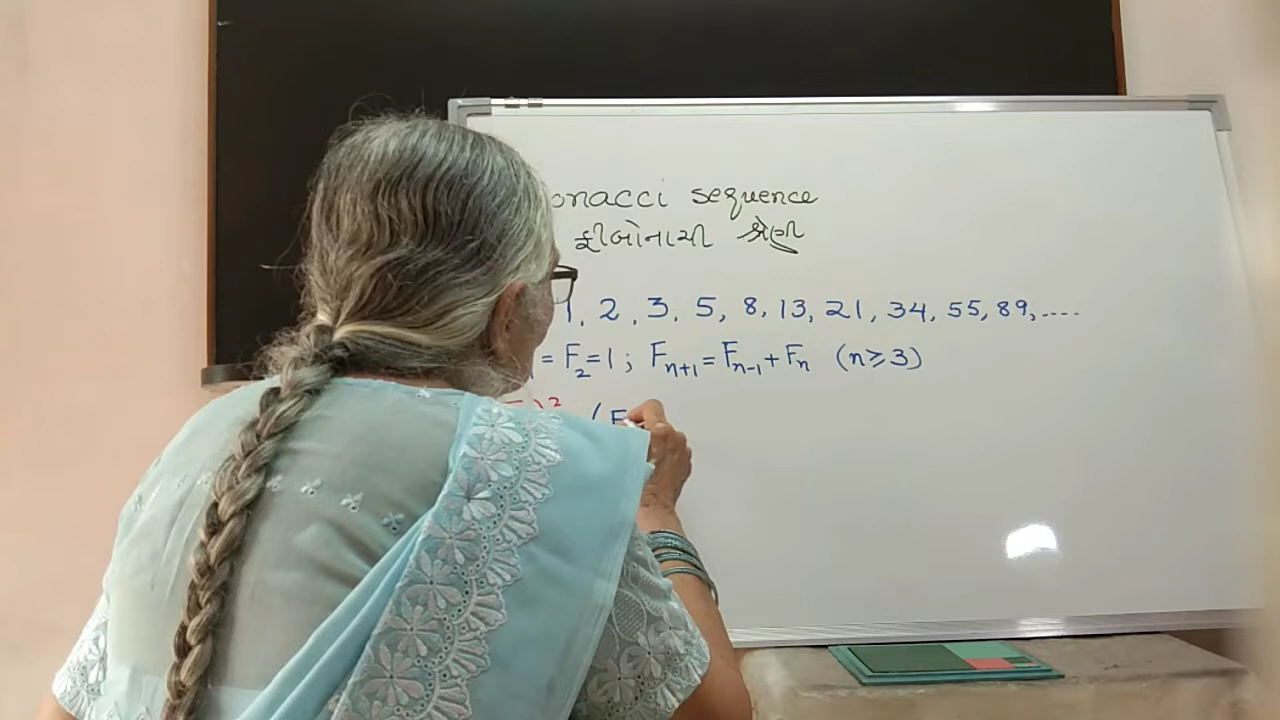 onacci sequence
ફીબોનાચી શ્રેણી
1, 2, 3, 5, 8, 13, 21, 34, 55, 89, ....
= F₂=1; Fₙ₊₁ = Fₙ₋₁ + Fₙ (n≥3)
)² (F